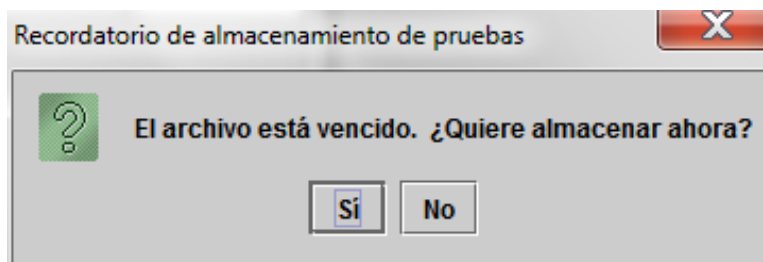 Recordatorio de almacenamiento de pruebas
El archivo está vencido. ¿Quiere almacenar ahora?
Sí
No